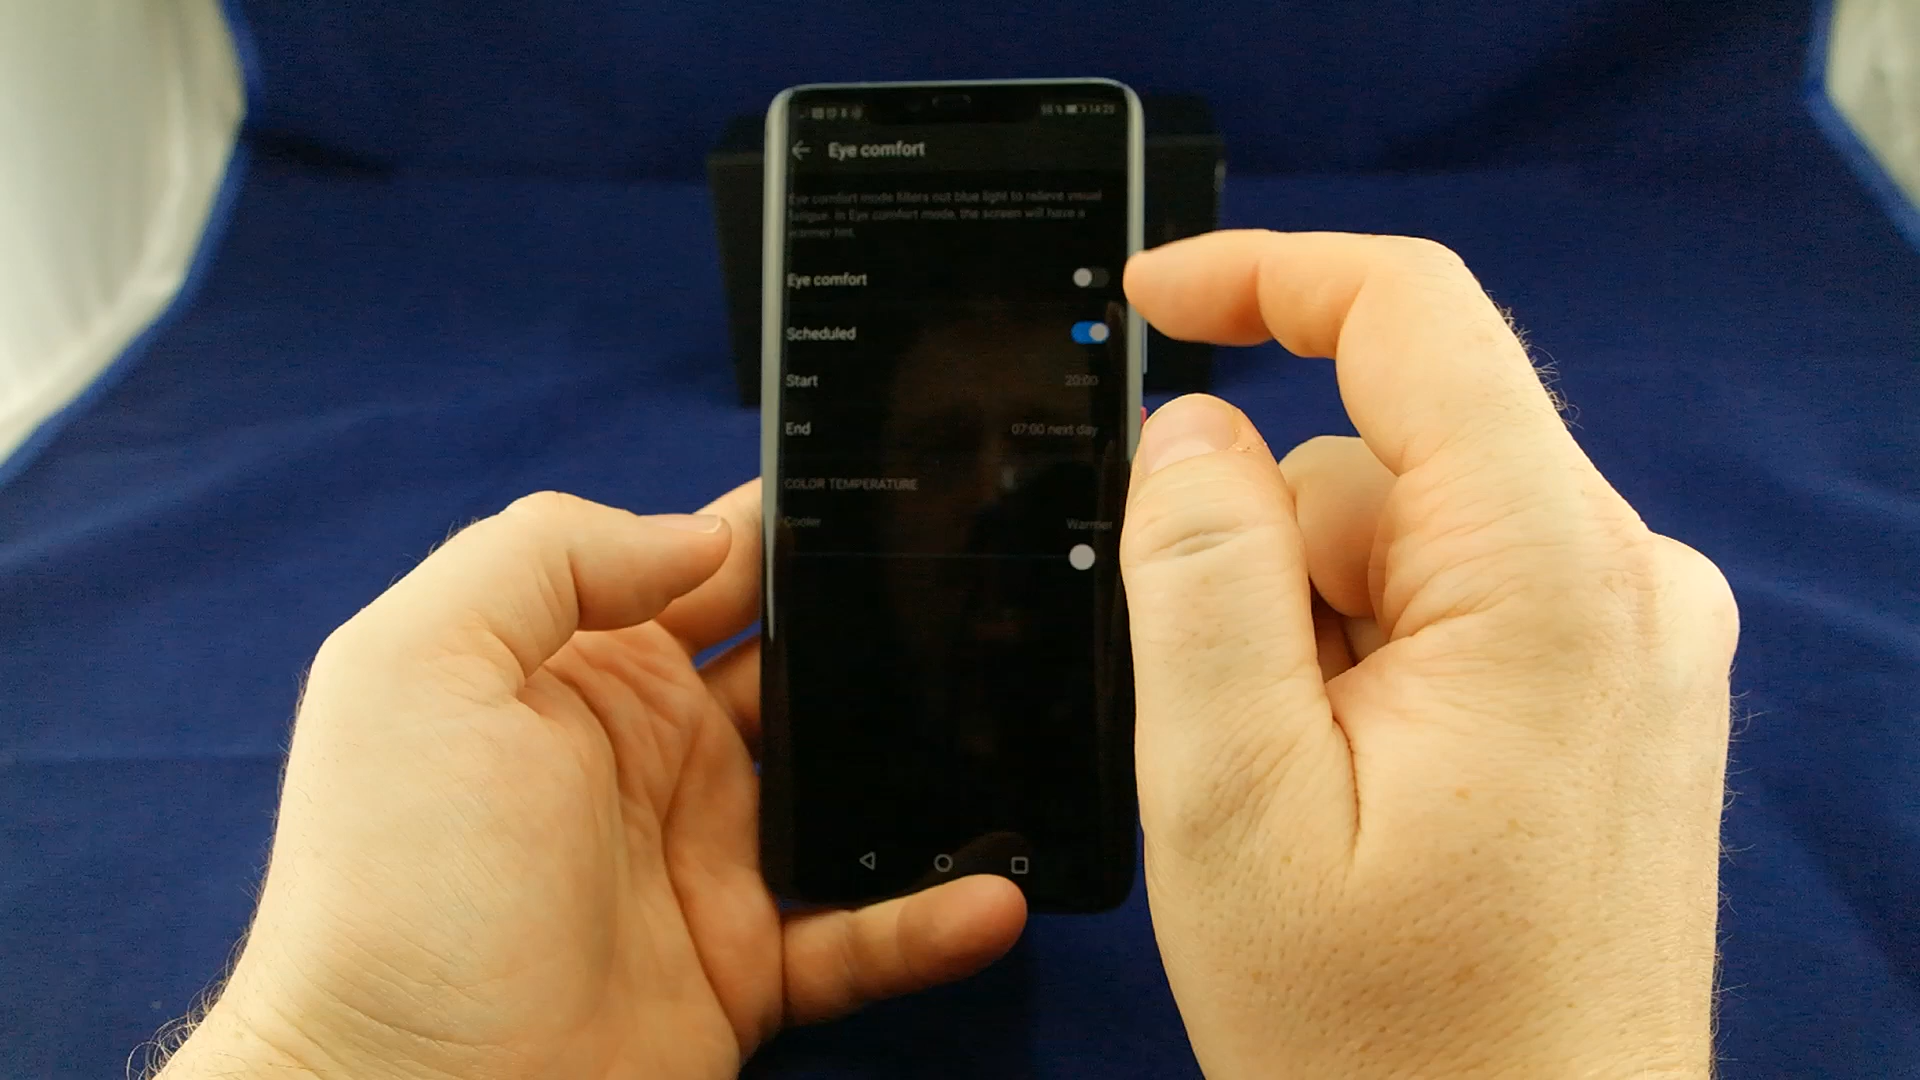 14:23
Eye comfort
Eye comfort mode filters out blue light to relieve visual
fatigue. In Eye comfort mode, the screen will have a
warmer tint.
Eye comfort
Scheduled
Start 20:00
End 07:00 next day
COLOR TEMPERATURE
Cooler Warmer